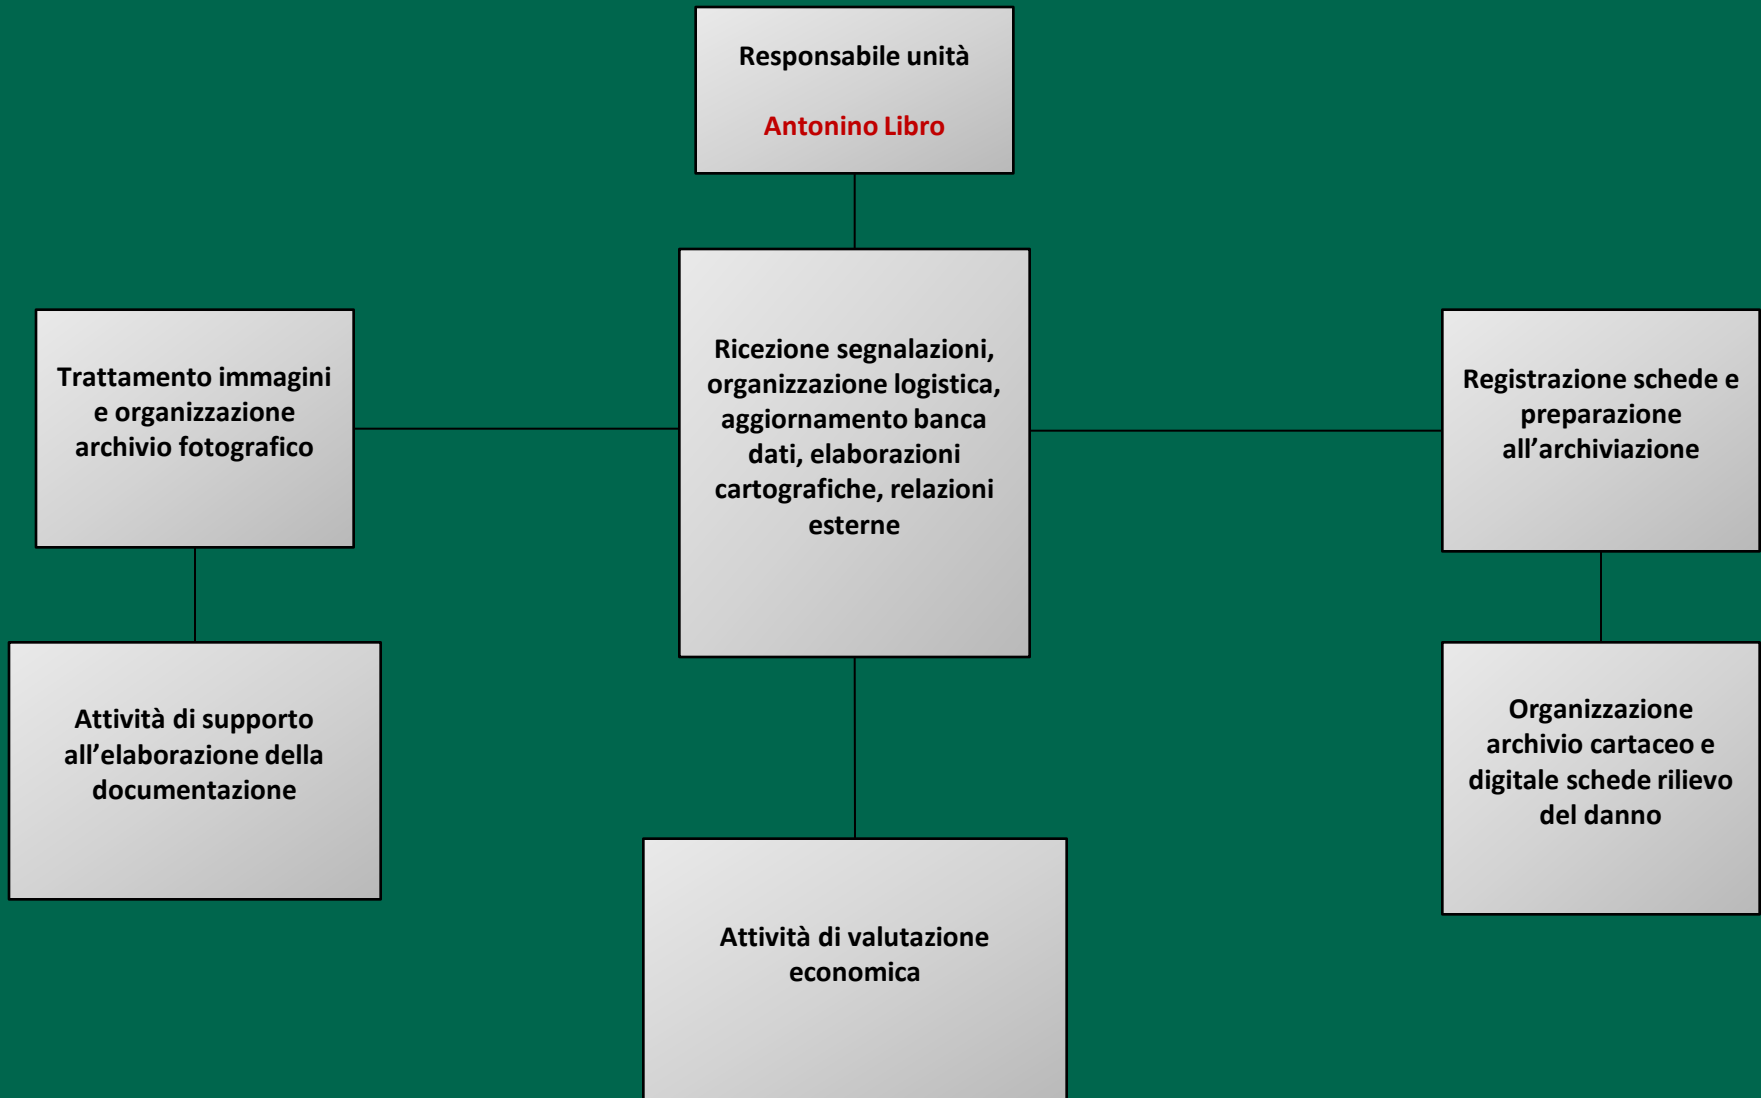 Responsabile unità
Antonino Libro
Ricezione segnalazioni,
organizzazione logistica,
aggiornamento banca
dati, elaborazioni
cartografiche, relazioni
esterne
Trattamento immagini
e organizzazione
archivio fotografico
Registrazione schede e
preparazione
all’archiviazione
Attività di supporto
all’elaborazione della
documentazione
Organizzazione
archivio cartaceo e
digitale schede rilievo
del danno
Attività di valutazione
economica